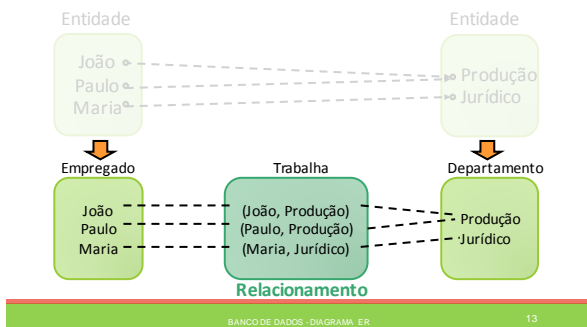 Entidade Entidade
João
Paulo
Maria
Produção
Jurídico
Empregado Trabalha Departamento
João (João, Produção)
Paulo (Paulo, Produção) Produção
Maria (Maria, Jurídico) Jurídico
Relacionamento
BANCO DE DADOS - DIAGRAMA ER 13